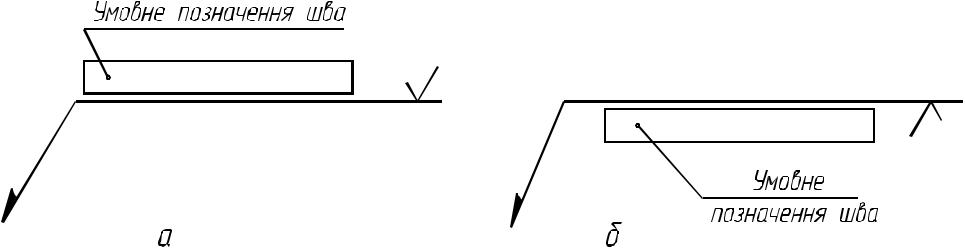 Умовне позначення шва
Умовне
позначення шва
а
б